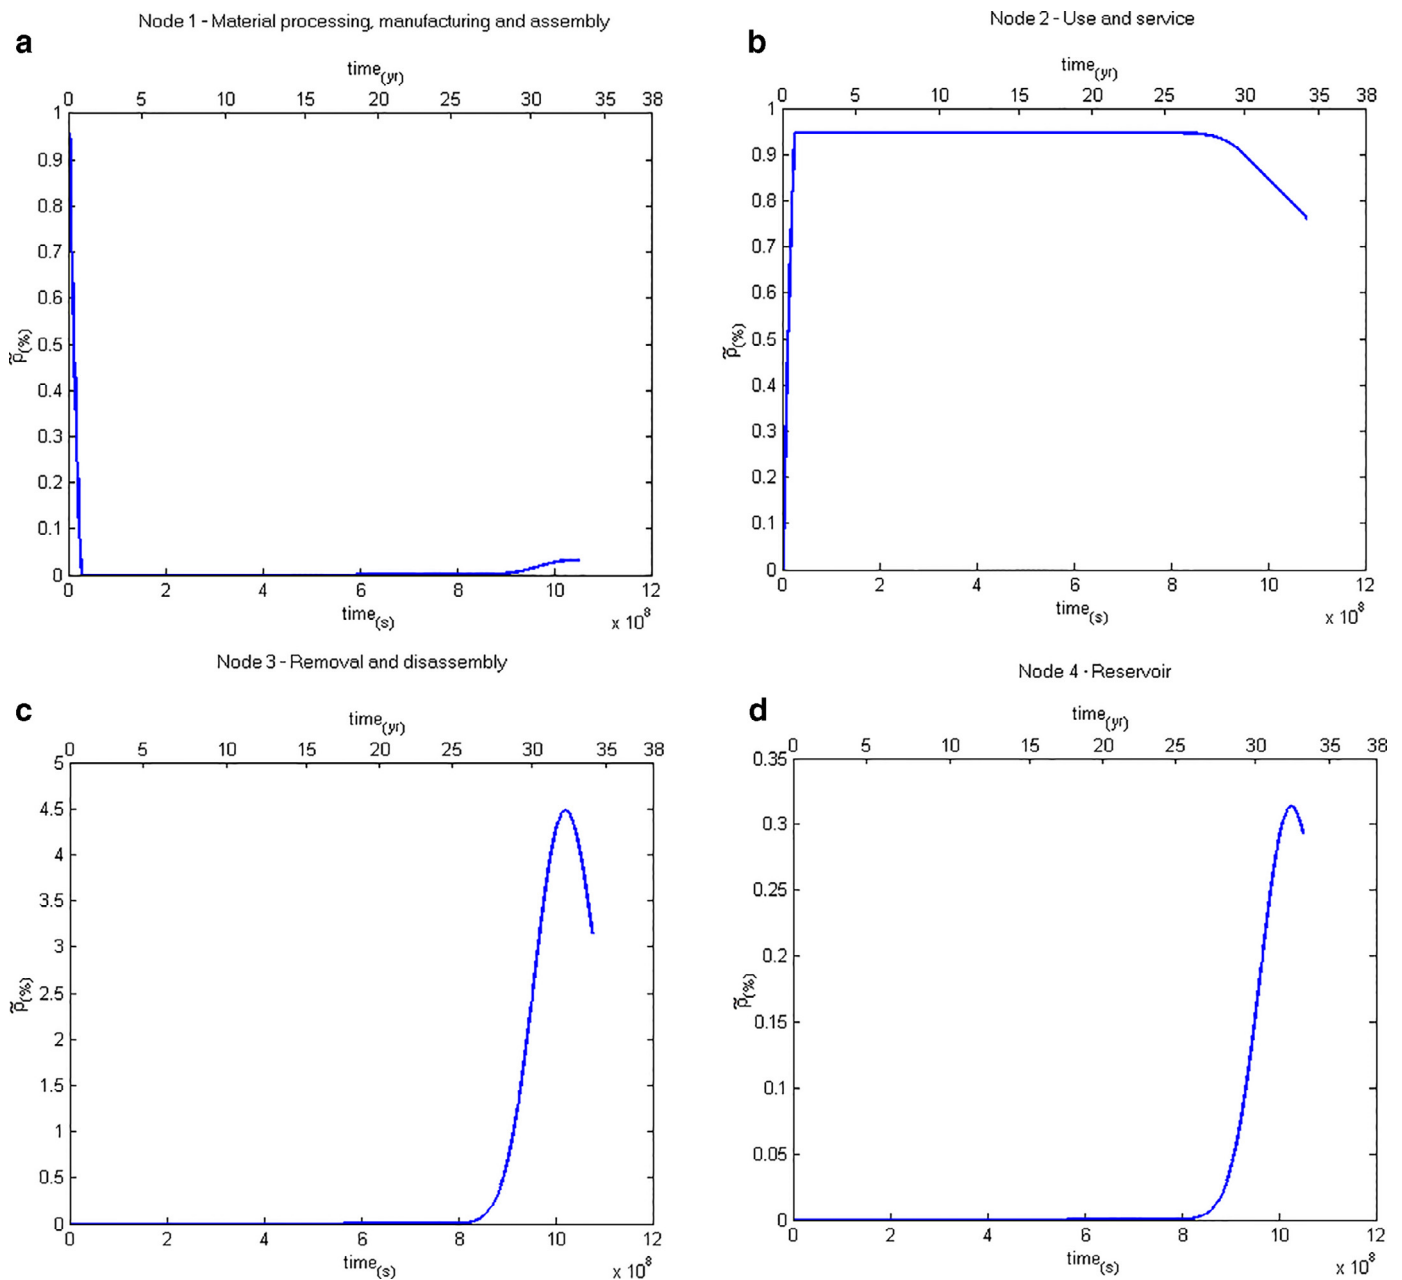 Node 1 - Material processing, manufacturing and assembly
a
time(yr)
0 5 10 15 20 25 30 35 38
1
0.9
0.8
0.7
0.6
0.5
0.4
0.3
0.2
0.1
0
p̃(%)
0 2 4 6 8 10 12
time(s)
x 10^8
Node 2 - Use and service
b
time(yr)
0 5 10 15 20 25 30 35 38
1
0.9
0.8
0.7
0.6
0.5
0.4
0.3
0.2
0.1
0
p̃(%)
0 2 4 6 8 10 12
time(s)
x 10^8
Node 3 - Removal and disassembly
c
time(yr)
0 5 10 15 20 25 30 35 38
5
4.5
4
3.5
3
2.5
2
1.5
1
0.5
0
p̃(%)
0 2 4 6 8 10 12
time(s)
x 10^8
Node 4 - Reservoir
d
time(yr)
0 5 10 15 20 25 30 35 38
0.35
0.3
0.25
0.2
0.15
0.1
0.05
0
p̃(%)
0 2 4 6 8 10 12
time(s)
x 10^8